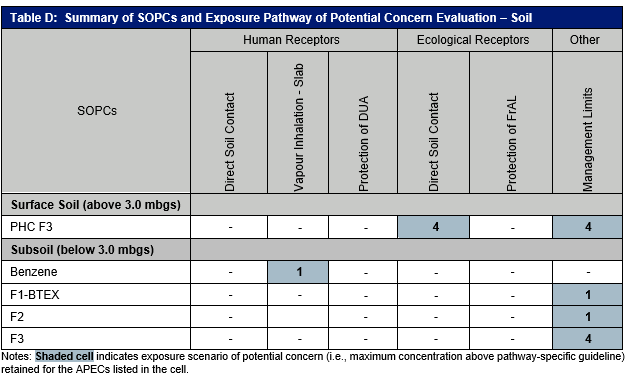 Table D: Summary of SOPCs and Exposure Pathway of Potential Concern Evaluation – Soil
SOPCs Human Receptors Ecological Receptors Other
Direct Soil Contact Vapour Inhalation - Slab Protection of DUA Direct Soil Contact Protection of FrAL Management Limits
Surface Soil (above 3.0 mbgs)
PHC F3 - - - 4 - 4
Subsoil (below 3.0 mbgs)
Benzene - 1 - - - -
F1-BTEX - - - - - 1
F2 - - - - - 1
F3 - - - - - 4
Notes: Shaded cell indicates exposure scenario of potential concern (i.e., maximum concentration above pathway-specific guideline)
retained for the APECs listed in the cell.